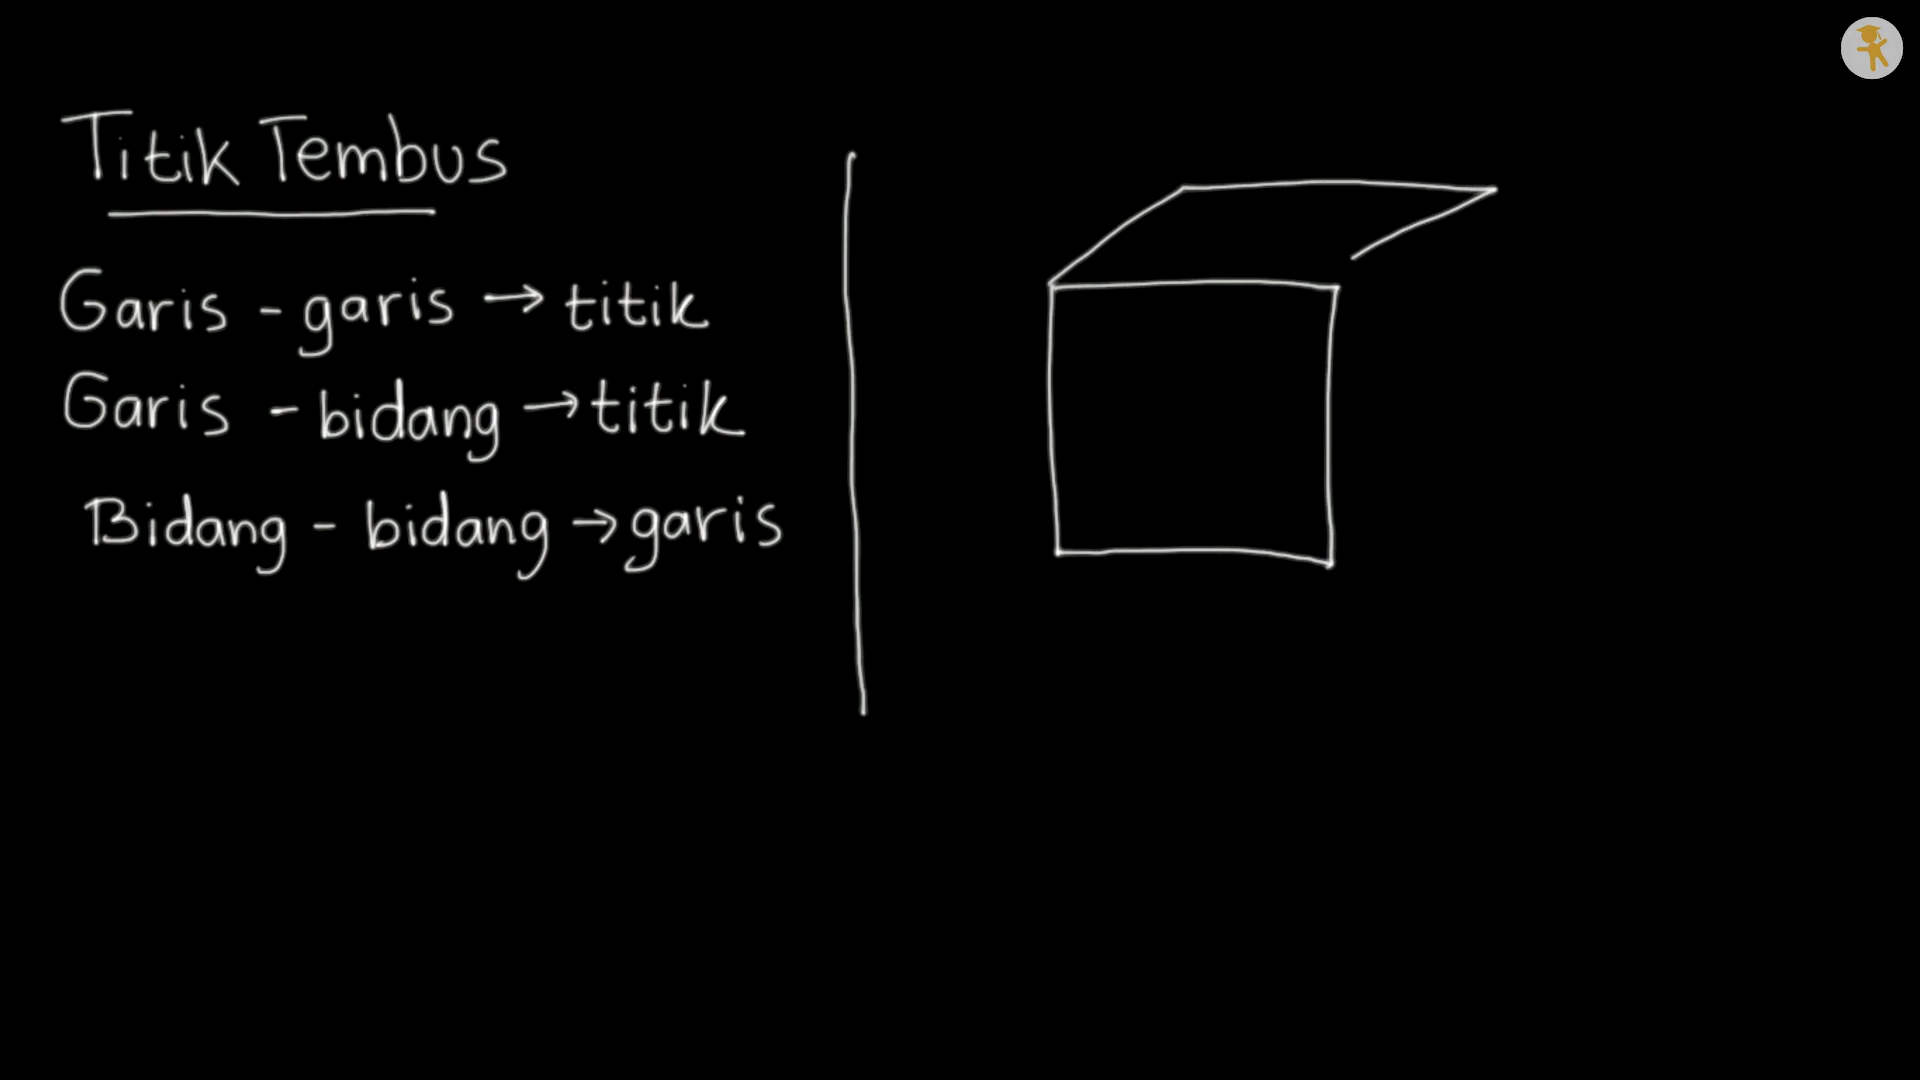 Titik Tembus
Garis - garis → titik
Garis - bidang → titik
Bidang - bidang → garis